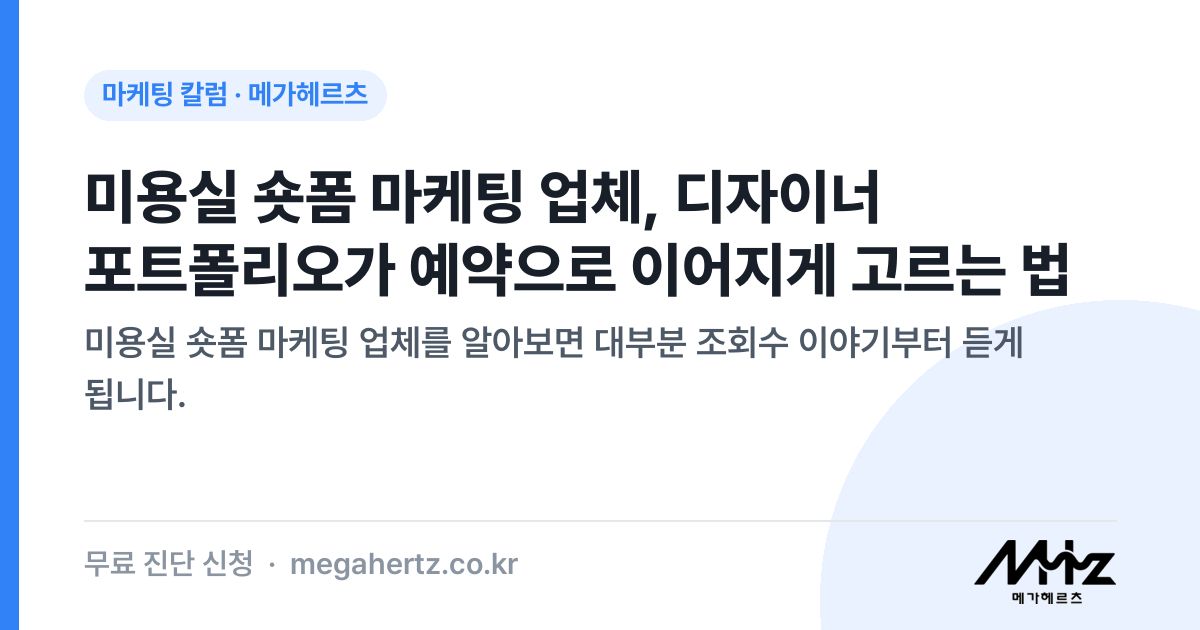 마케팅 칼럼 · 메가헤르츠
미용실 숏폼 마케팅 업체, 디자이너
포트폴리오가 예약으로 이어지게 고르는 법
미용실 숏폼 마케팅 업체를 알아보면 대부분 조회수 이야기부터 듣게
됩니다.
무료 진단 신청 · megahertz.co.kr
MHz
메가헤르츠